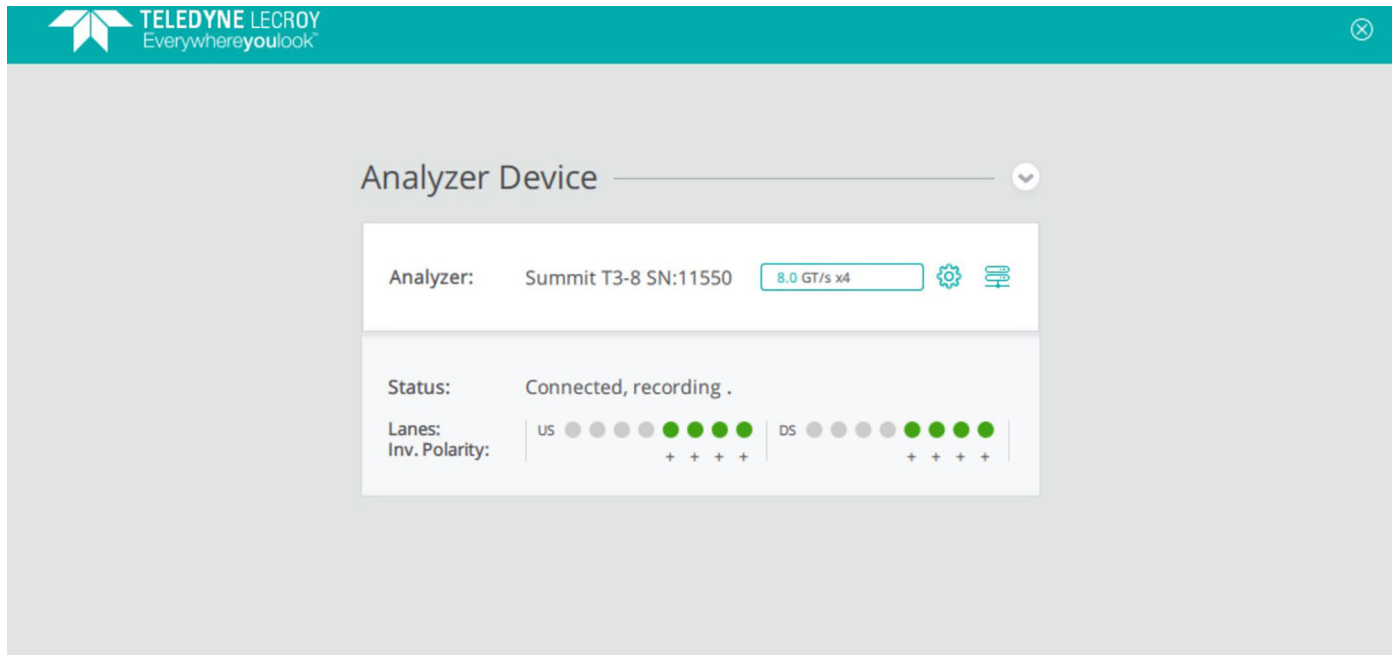 TELEDYNE LECROY
Everywhereyoulook™
Analyzer Device
Analyzer: Summit T3-8 SN:11550 8.0 GT/s x4
Status: Connected, recording .
Lanes: US DS
Inv. Polarity: + + + + + + + +